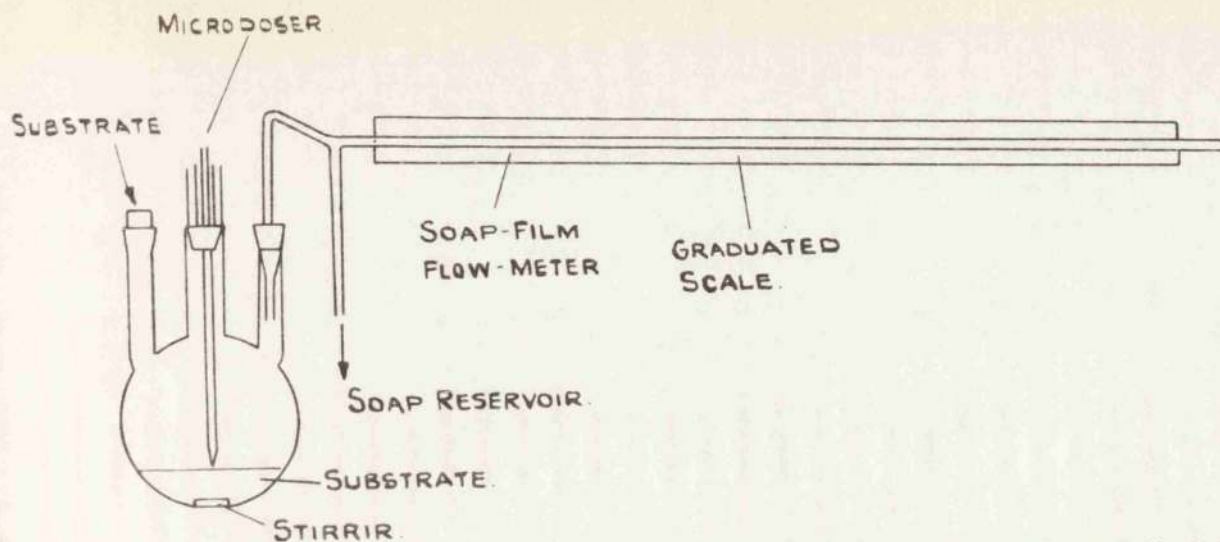 MICRODOSER.
SUBSTRATE
SOAP-FILM
FLOW-METER
GRADUATED
SCALE.
SOAP RESERVOIR.
SUBSTRATE.
STIRRIR.